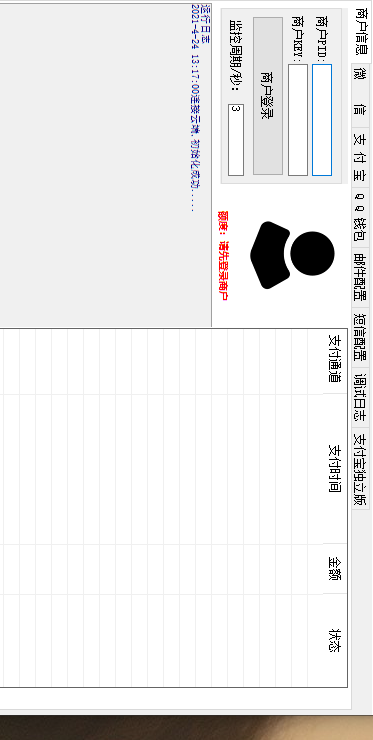 商户信息 微 信 支 付 宝 Q Q 钱包 邮件配置 短信配置 调试日志 支付宝独立版
商户PID:
商户KEY:
商户登录
监控周期/秒: 3
额度: 请先登录商户
运行日志
2021-4-24 13:17:00连接云端,初始化成功.....
支付通道 支付时间 金额 状态